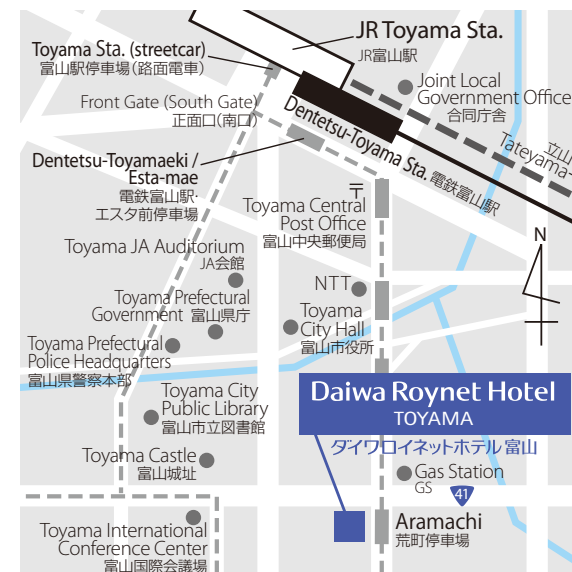 JR Toyama Sta.
JR富山駅
Toyama Sta. (streetcar)
富山駅停車場(路面電車)
Joint Local
Government Office
合同庁舎
Front Gate (South Gate)
正面口(南口)
Dentetsu-Toyama Sta. 電鉄富山駅
立山
Tateyama-
Dentetsu-Toyamaeki /
Esta-mae
電鉄富山駅·
エスタ前停車場
〒
Toyama Central
Post Office
富山中央郵便局
N
Toyama JA Auditorium
JA会館
NTT
Toyama Prefectural
Government 富山県庁
Toyama
City Hall
富山市役所
Toyama Prefectural
Police Headquarters
富山県警察本部
Daiwa Roynet Hotel
TOYAMA
ダイワロイネットホテル 富山
Toyama City
Public Library
富山市立図書館
Toyama Castle
富山城址
Gas Station
GS
41
Aramachi
荒町停車場
Toyama International
Conference Center
富山国際会議場